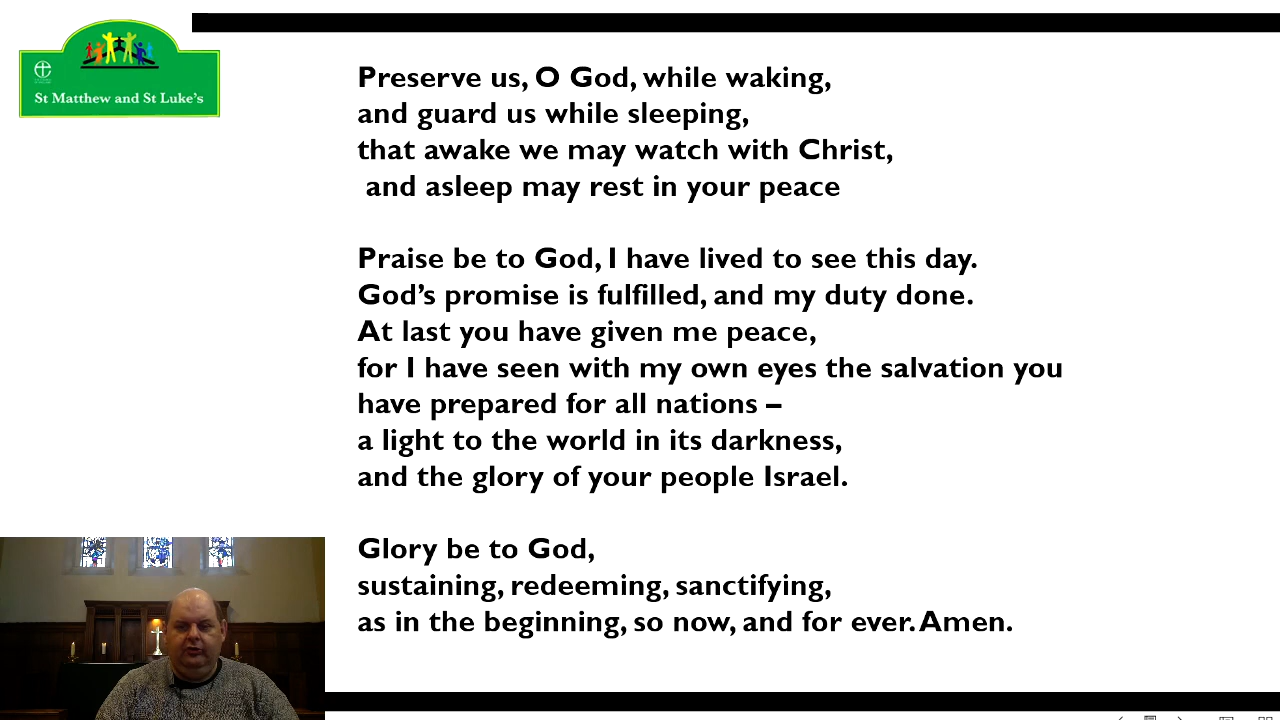 St Matthew and St Luke's
Preserve us, O God, while waking,
and guard us while sleeping,
that awake we may watch with Christ,
and asleep may rest in your peace
Praise be to God, I have lived to see this day.
God’s promise is fulfilled, and my duty done.
At last you have given me peace,
for I have seen with my own eyes the salvation you
have prepared for all nations –
a light to the world in its darkness,
and the glory of your people Israel.
Glory be to God,
sustaining, redeeming, sanctifying,
as in the beginning, so now, and for ever. Amen.